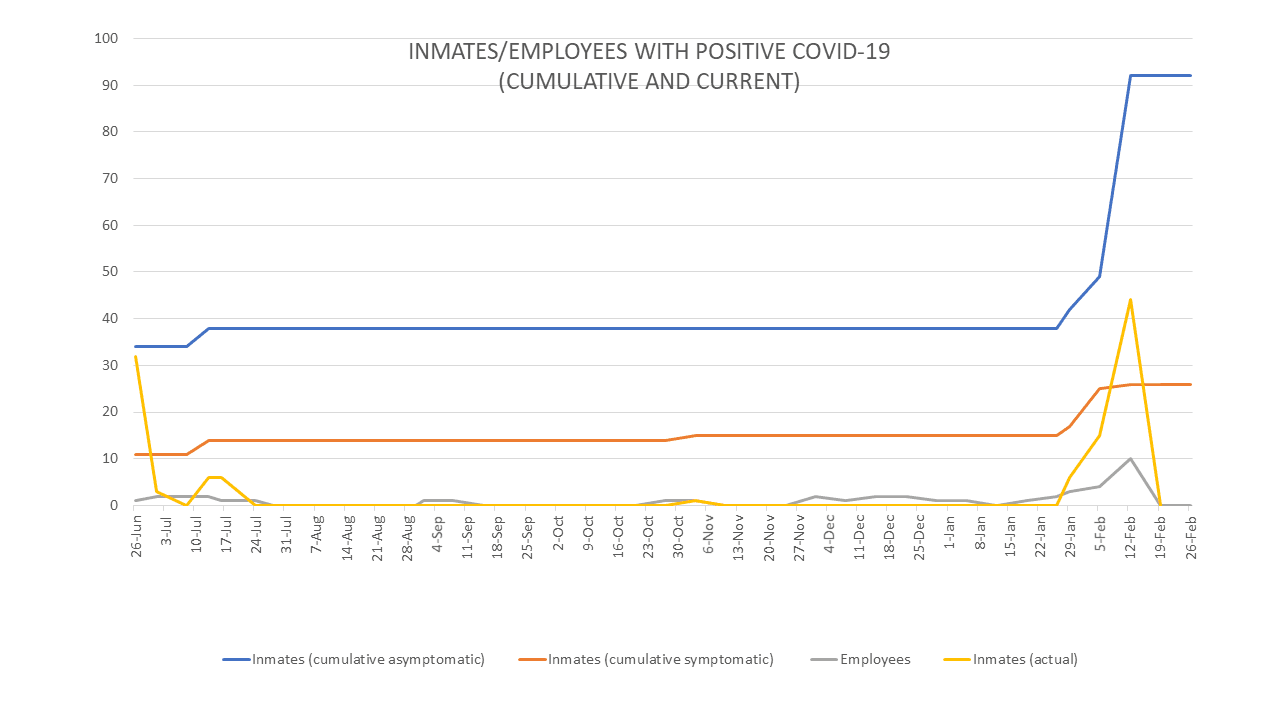 INMATES/EMPLOYEES WITH POSITIVE COVID-19
(CUMULATIVE AND CURRENT)
100
90
80
70
60
50
40
30
20
10
0
26-Jun
3-Jul
10-Jul
17-Jul
24-Jul
31-Jul
7-Aug
14-Aug
21-Aug
28-Aug
4-Sep
11-Sep
18-Sep
25-Sep
2-Oct
9-Oct
16-Oct
23-Oct
30-Oct
6-Nov
13-Nov
20-Nov
27-Nov
4-Dec
11-Dec
18-Dec
25-Dec
1-Jan
8-Jan
15-Jan
22-Jan
29-Jan
5-Feb
12-Feb
19-Feb
26-Feb
Inmates (cumulative asymptomatic) Inmates (cumulative symptomatic) Employees Inmates (actual)